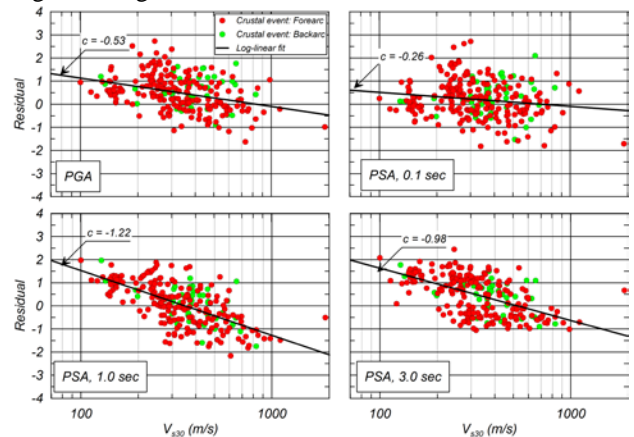 Crustal event: Forearc
Crustal event: Backarc
Log-linear fit
c = -0.53
c = -0.26
Residual
4
3
2
1
0
-1
-2
-3
-4
PGA
PSA, 0.1 sec
c = -1.22
c = -0.98
Residual
4
3
2
1
0
-1
-2
-3
-4
PSA, 1.0 sec
PSA, 3.0 sec
100 1000 100 1000
Vs30 (m/s) Vs30 (m/s)